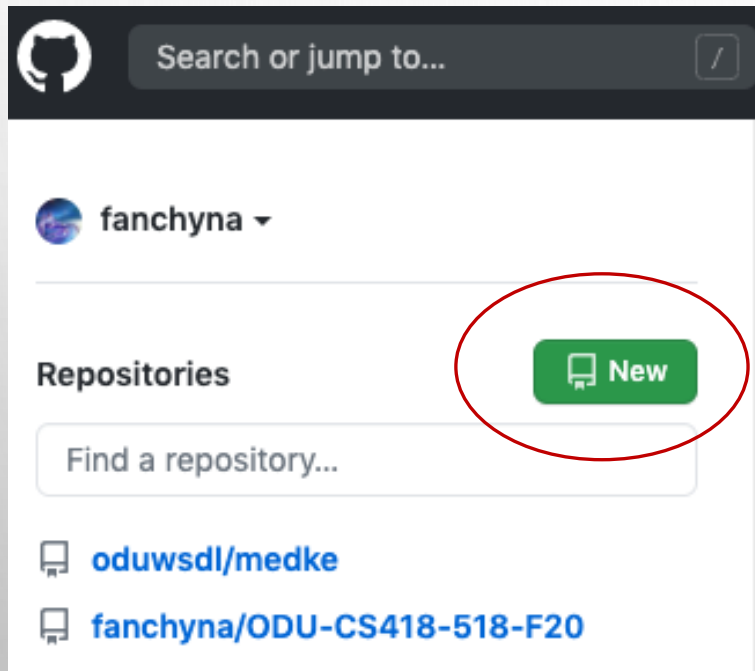 Search or jump to... /
fanchyna
Repositories
New
Find a repository...
oduwsdl/medke
fanchyna/ODU-CS418-518-F20